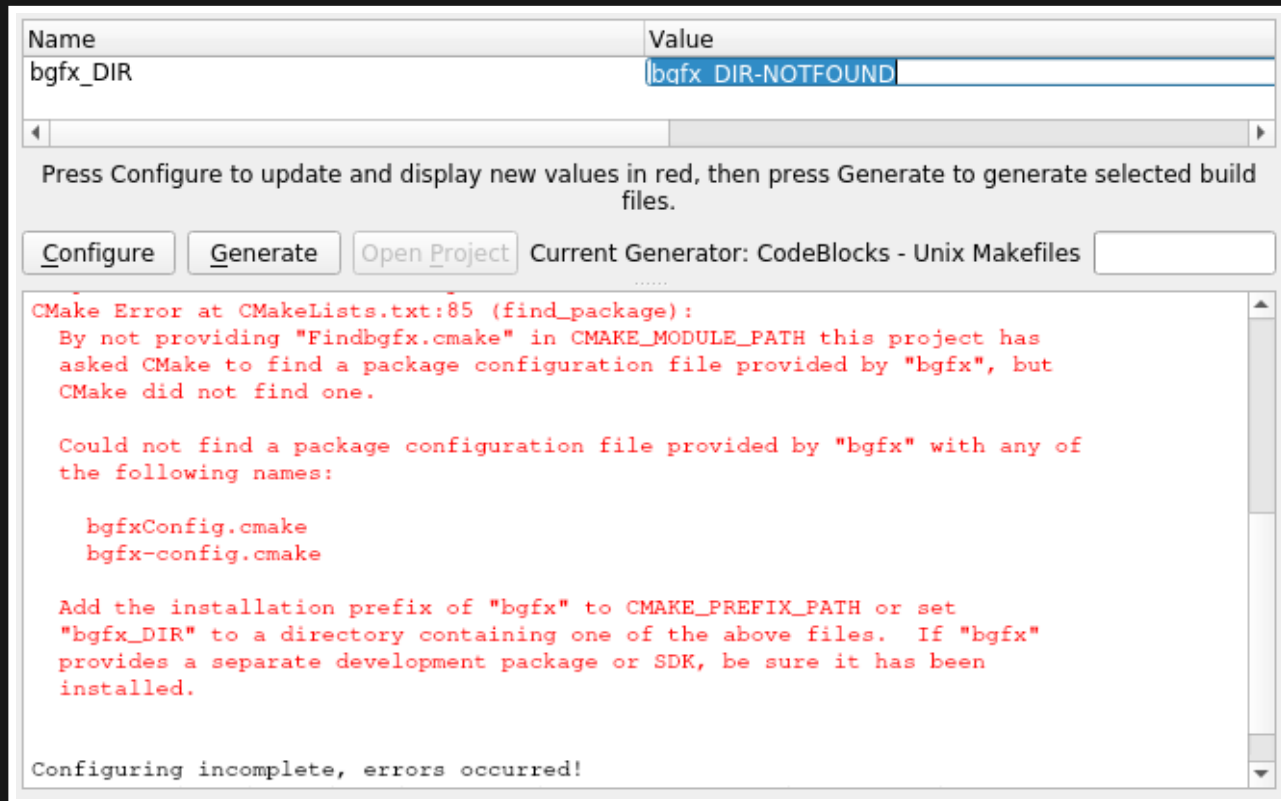 Name Value
bgfx_DIR bgfx_DIR-NOTFOUND
Press Configure to update and display new values in red, then press Generate to generate selected build
files.
Configure Generate Open Project Current Generator: CodeBlocks - Unix Makefiles
CMake Error at CMakeLists.txt:85 (find_package):
By not providing "Findbgfx.cmake" in CMAKE_MODULE_PATH this project has
asked CMake to find a package configuration file provided by "bgfx", but
CMake did not find one.
Could not find a package configuration file provided by "bgfx" with any of
the following names:
bgfxConfig.cmake
bgfx-config.cmake
Add the installation prefix of "bgfx" to CMAKE_PREFIX_PATH or set
"bgfx_DIR" to a directory containing one of the above files.  If "bgfx"
provides a separate development package or SDK, be sure it has been
installed.
Configuring incomplete, errors occurred!